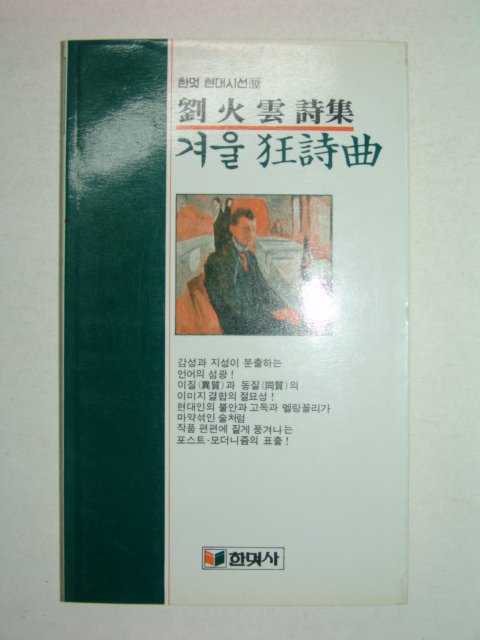 한멋 현대시선 10
劉火雲 詩集
겨울 狂詩曲
감성과 지성이 분출하는
언어의 섬광!
이질(異質)과 동질(同質)의
이미지 결합의 절묘성!
현대인의 불안과 고독과 멜랑꼴리가
마약섞인 술처럼
작품 편편에 짙게 풍겨나는
포스트·모더니즘의 표출!
한멋사